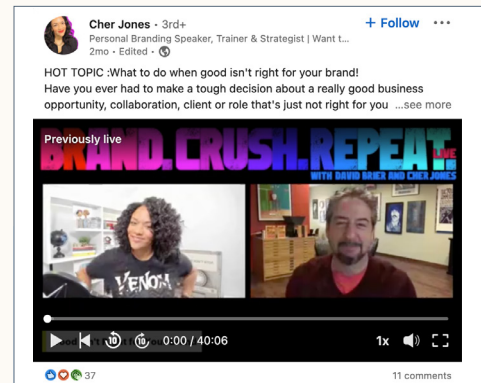 Cher Jones • 3rd+
+ Follow
Personal Branding Speaker, Trainer & Strategist | Want t...
2mo • Edited •
HOT TOPIC :What to do when good isn't right for your brand!
Have you ever had to make a tough decision about a really good business
opportunity, collaboration, client or role that's just not right for you ...see more
Previously live
BRAND.CRUSH.REPEAT.
LIVE
WITH DAVID BRIER AND CHER JONES
VENOM
10 10 0:00 / 40:06 1x
37 11 comments